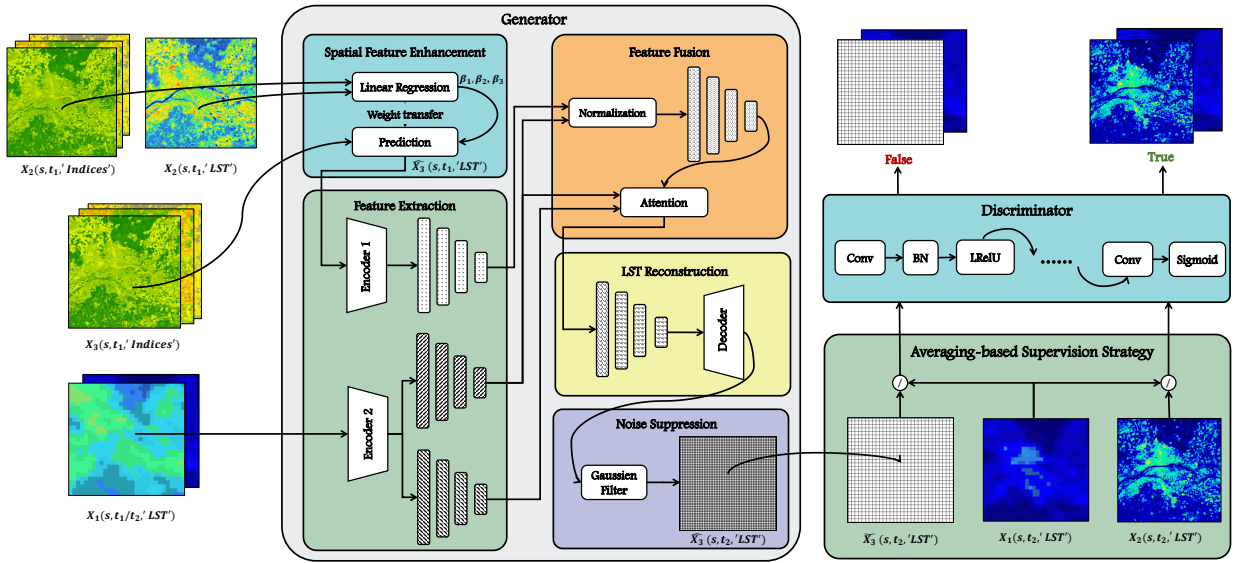 Generator
Spatial Feature Enhancement
Linear Regression
β₁, β₂, β₃
Weight transfer
Prediction
X̂₃ (s, t₁, 'LST')
X₂(s, t₁,' Indices')
X₂(s, t₁,' LST')
X₃(s, t₁,' Indices')
X₁(s, t₁/t₂,' LST')
Feature Extraction
Encoder 1
Encoder 2
Feature Fusion
Normalization
Attention
LST Reconstruction
Decoder
Noise Suppression
Gaussien
Filter
X̂₃ (s, t₂, 'LST')
False
True
Discriminator
Conv
BN
LRelU
......
Conv
Sigmoid
Averaging-based Supervision Strategy
/
/
X̂₃ (s, t₂, 'LST')
X₁(s, t₂,' LST')
X₂(s, t₂,' LST')